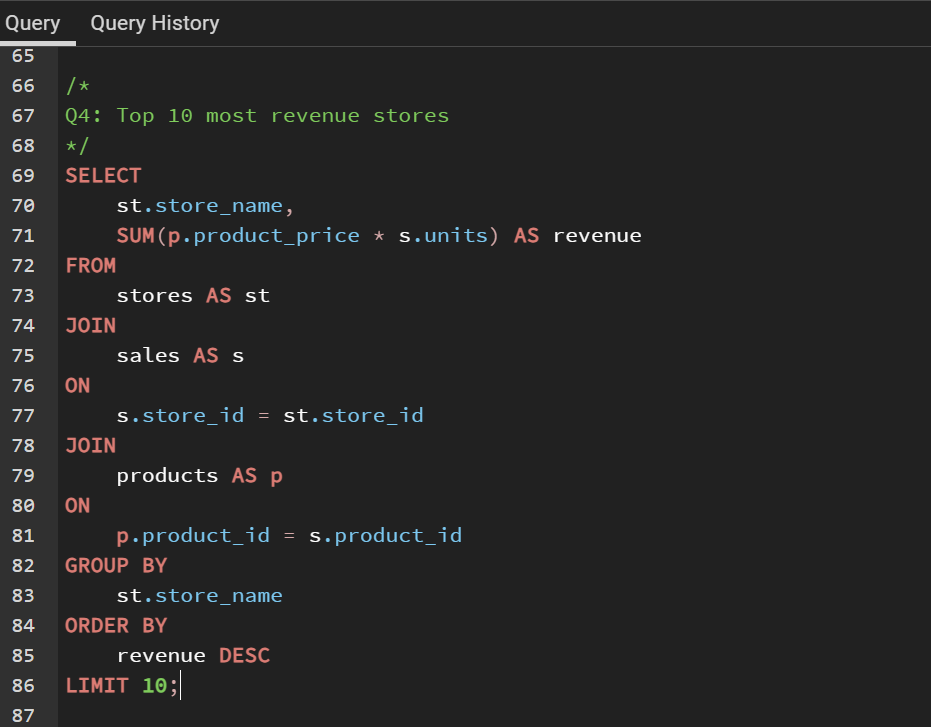 Query Query History
65
66 /*
67 Q4: Top 10 most revenue stores
68 */
69 SELECT
70     st.store_name,
71     SUM(p.product_price * s.units) AS revenue
72 FROM
73     stores AS st
74 JOIN
75     sales AS s
76 ON
77     s.store_id = st.store_id
78 JOIN
79     products AS p
80 ON
81     p.product_id = s.product_id
82 GROUP BY
83     st.store_name
84 ORDER BY
85     revenue DESC
86 LIMIT 10;
87